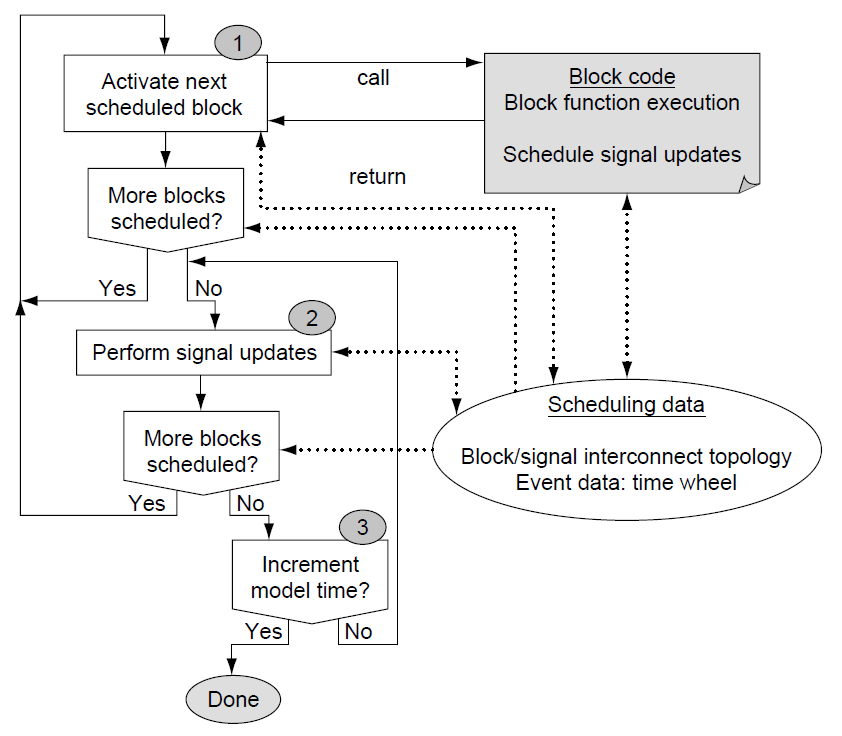 1
Activate next
scheduled block
call
Block code
Block function execution
Schedule signal updates
return
More blocks
scheduled?
Yes
No
2
Perform signal updates
Scheduling data
Block/signal interconnect topology
Event data: time wheel
More blocks
scheduled?
Yes
No
3
Increment
model time?
Yes
No
Done